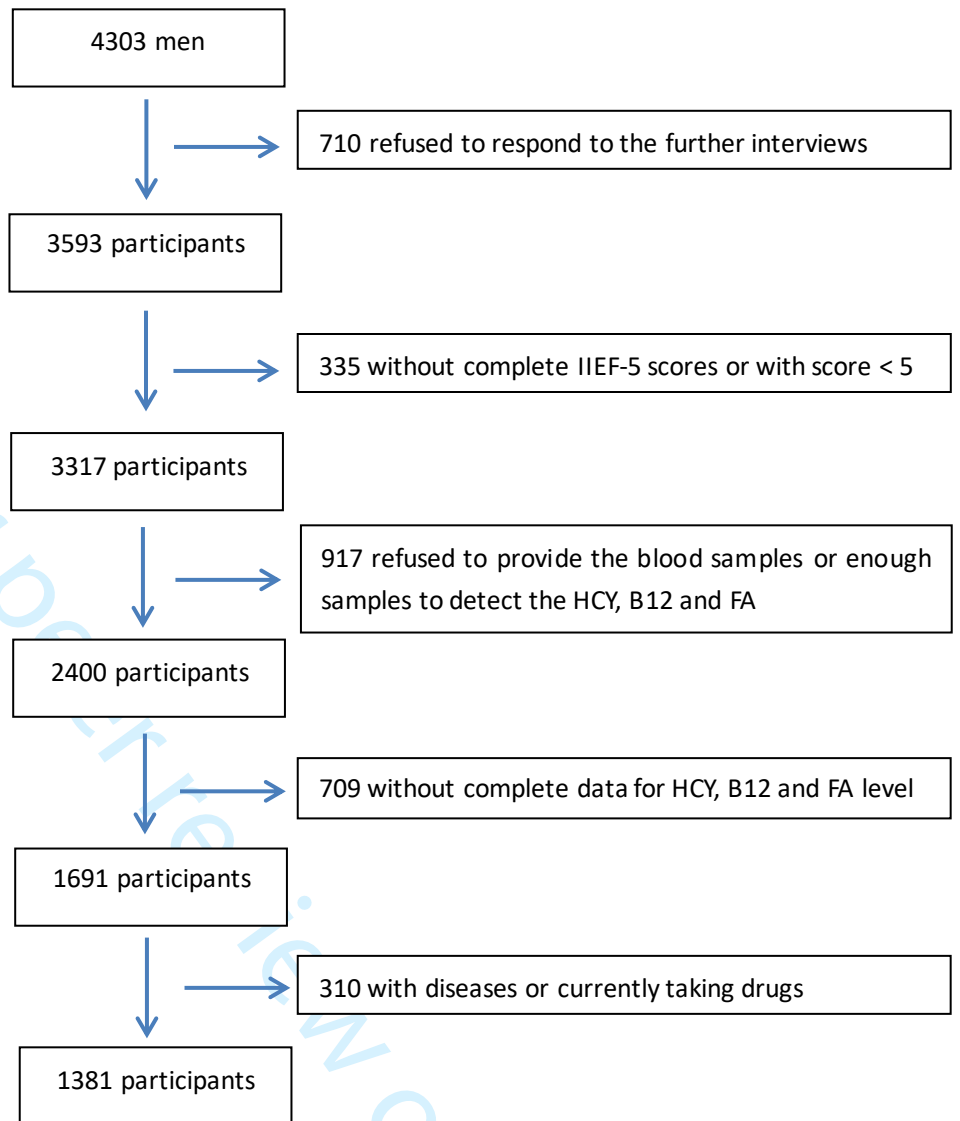 4303 men
710 refused to respond to the further interviews
3593 participants
335 without complete IIEF-5 scores or with score < 5
3317 participants
917 refused to provide the blood samples or enough
samples to detect the HCY, B12 and FA
2400 participants
709 without complete data for HCY, B12 and FA level
1691 participants
310 with diseases or currently taking drugs
1381 participants
peer review o